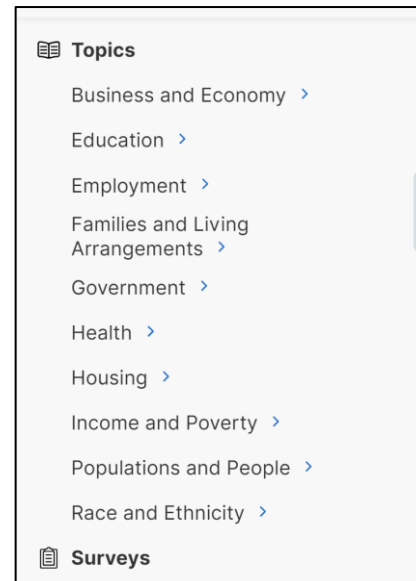 Topics
Business and Economy >
Education >
Employment >
Families and Living
Arrangements >
Government >
Health >
Housing >
Income and Poverty >
Populations and People >
Race and Ethnicity >
Surveys